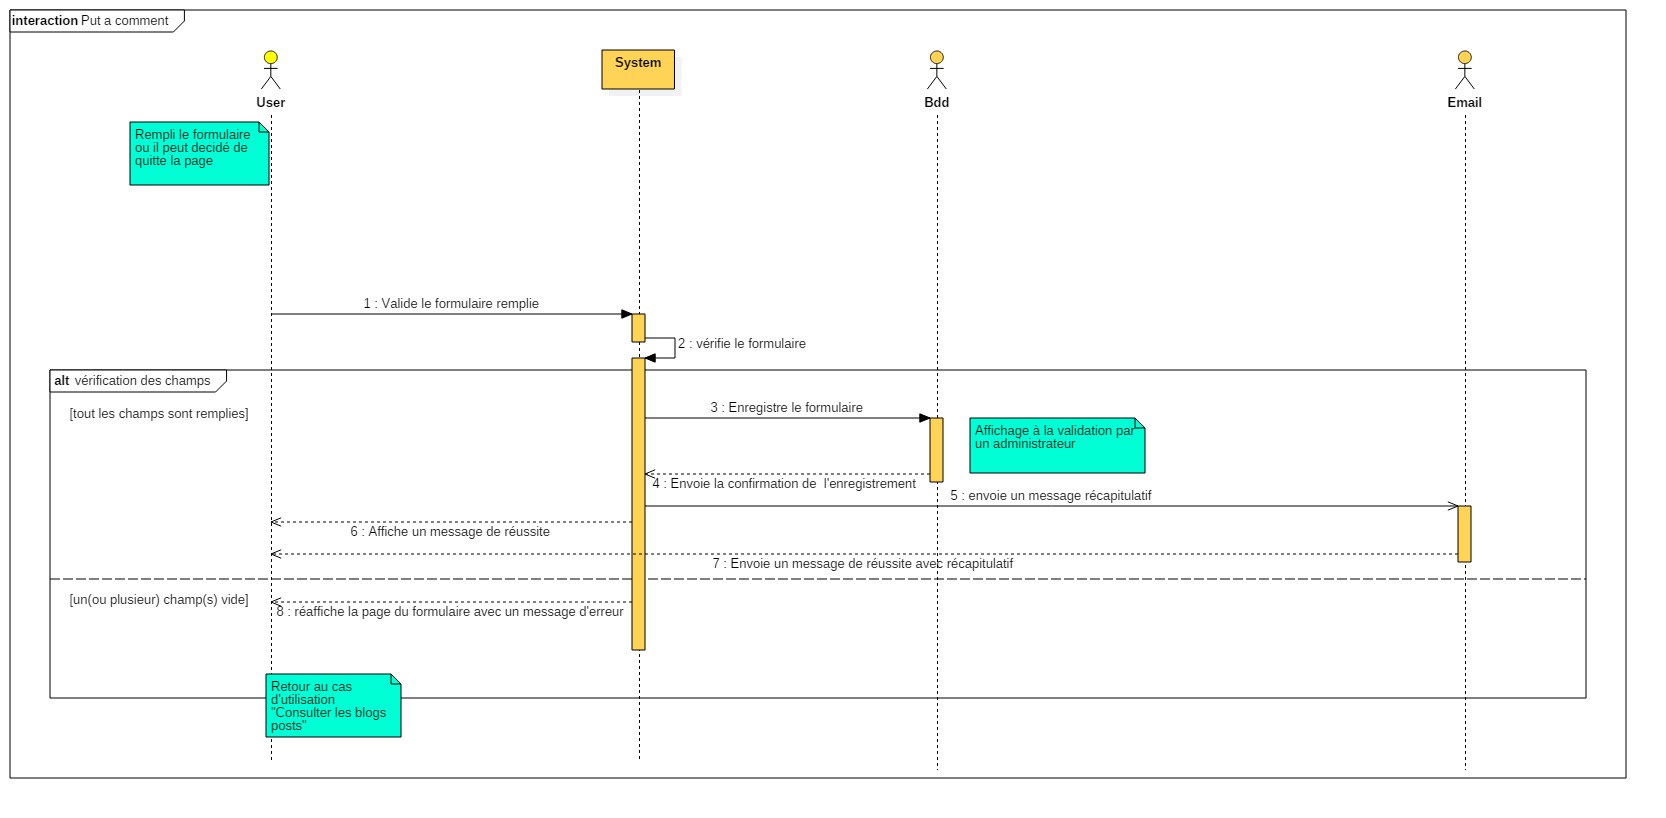 interaction Put a comment
User
System
Bdd
Email
Rempli le formulaire
ou il peut decidé de
quitte la page
1 : Valide le formulaire remplie
2 : vérifie le formulaire
alt vérification des champs
[tout les champs sont remplies]
3 : Enregistre le formulaire
Affichage à la validation par
un administrateur
4 : Envoie la confirmation de  l'enregistrement
5 : envoie un message récapitulatif
6 : Affiche un message de réussite
7 : Envoie un message de réussite avec récapitulatif
[un(ou plusieur) champ(s) vide]
8 : réaffiche la page du formulaire avec un message d'erreur
Retour au cas
d'utilisation
"Consulter les blogs
posts"